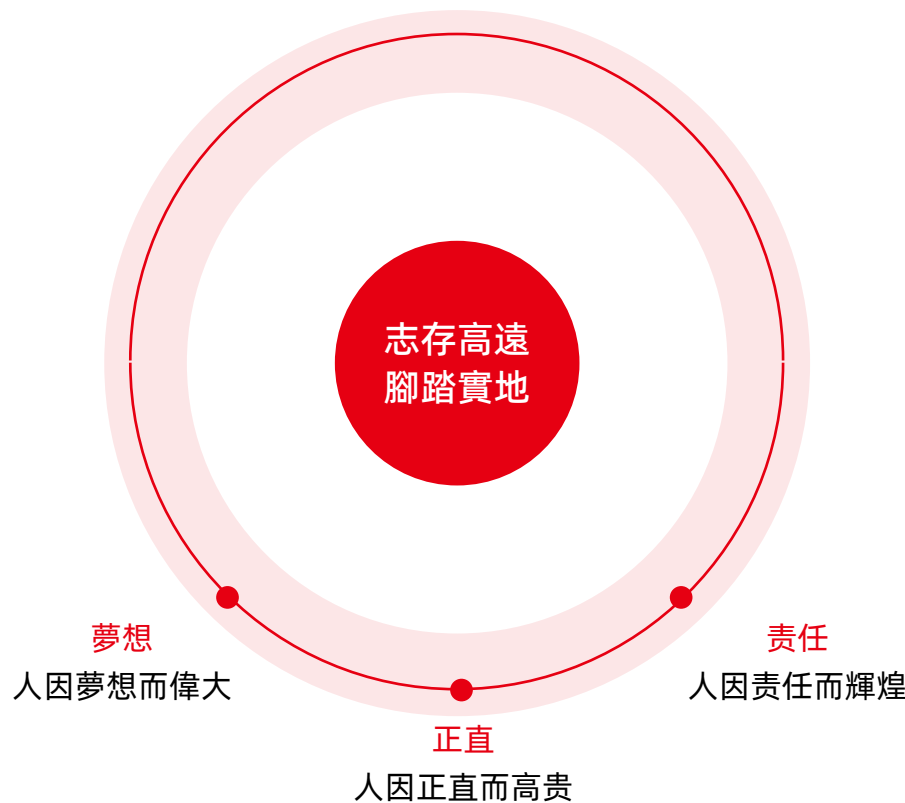 志存高遠
腳踏實地
夢想
人因夢想而偉大
责任
人因责任而輝煌
正直
人因正直而高贵